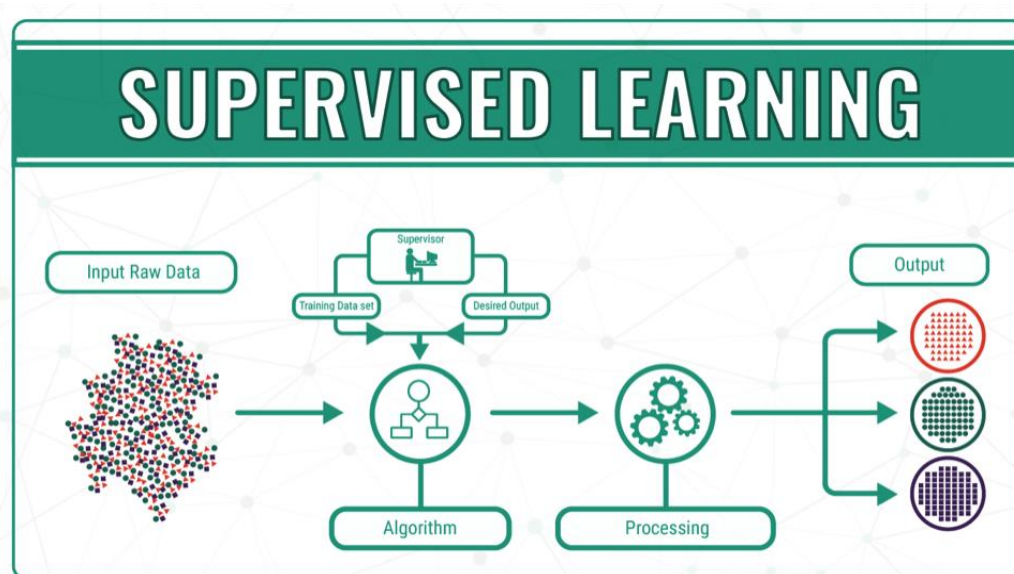 SUPERVISED LEARNING
Input Raw Data
Supervisor
Training Data set
Desired Output
Algorithm
Processing
Output